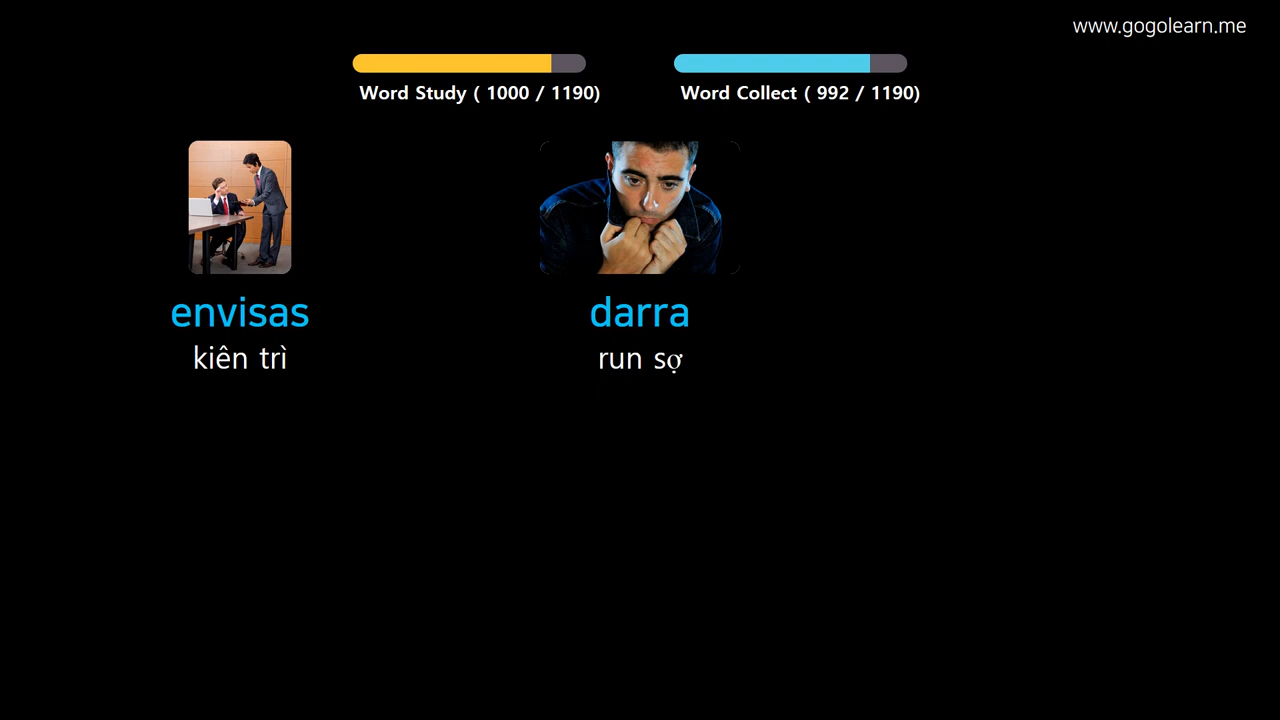 www.gogolearn.me
Word Study ( 1000 / 1190)
Word Collect ( 992 / 1190)
envisas
darra
kiên trì
run sợ